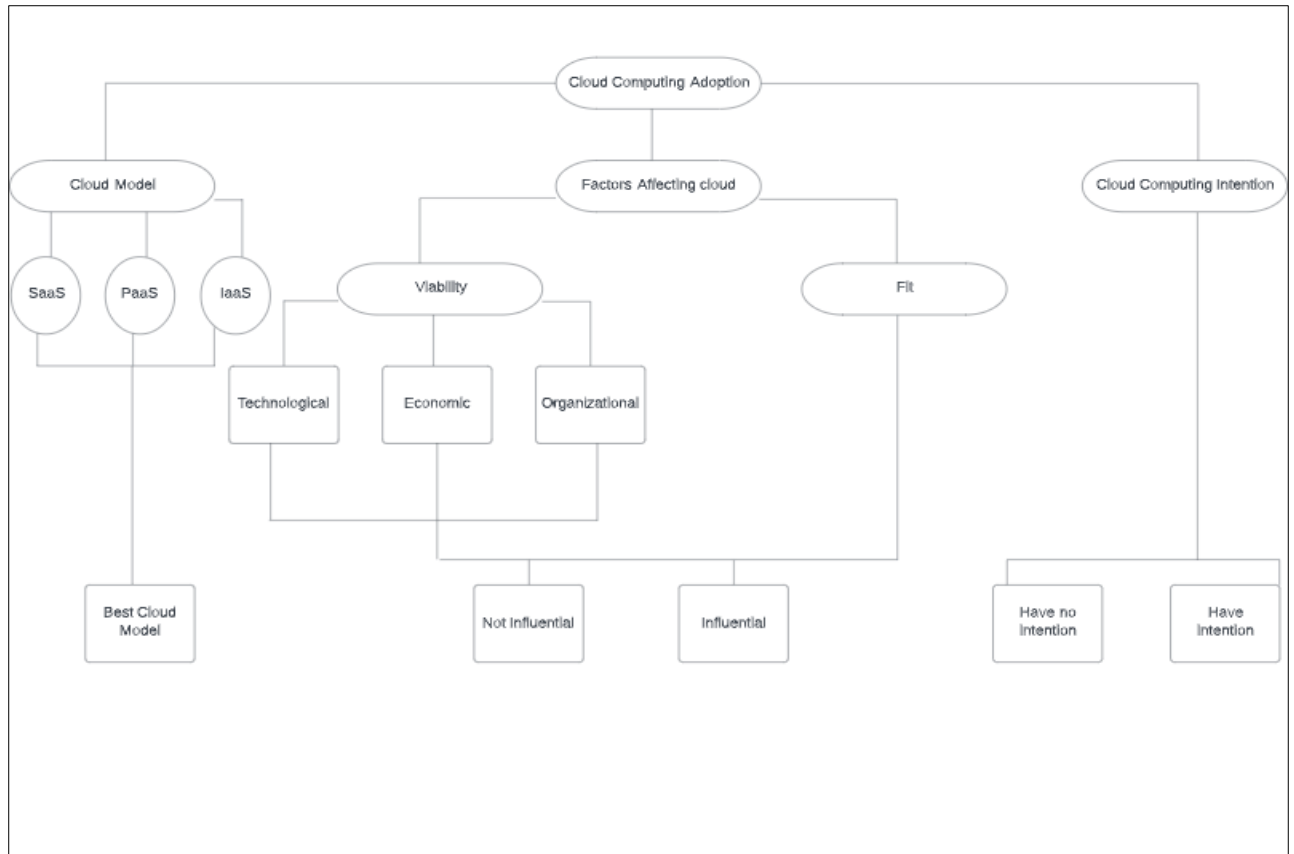 Cloud Computing Adoption
Cloud Model
Factors Affecting cloud
Cloud Computing Intention
SaaS
PaaS
IaaS
Viability
Fit
Technological
Economic
Organizational
Best Cloud
Model
Not Influential
Influential
Have no
Intention
Have
Intention